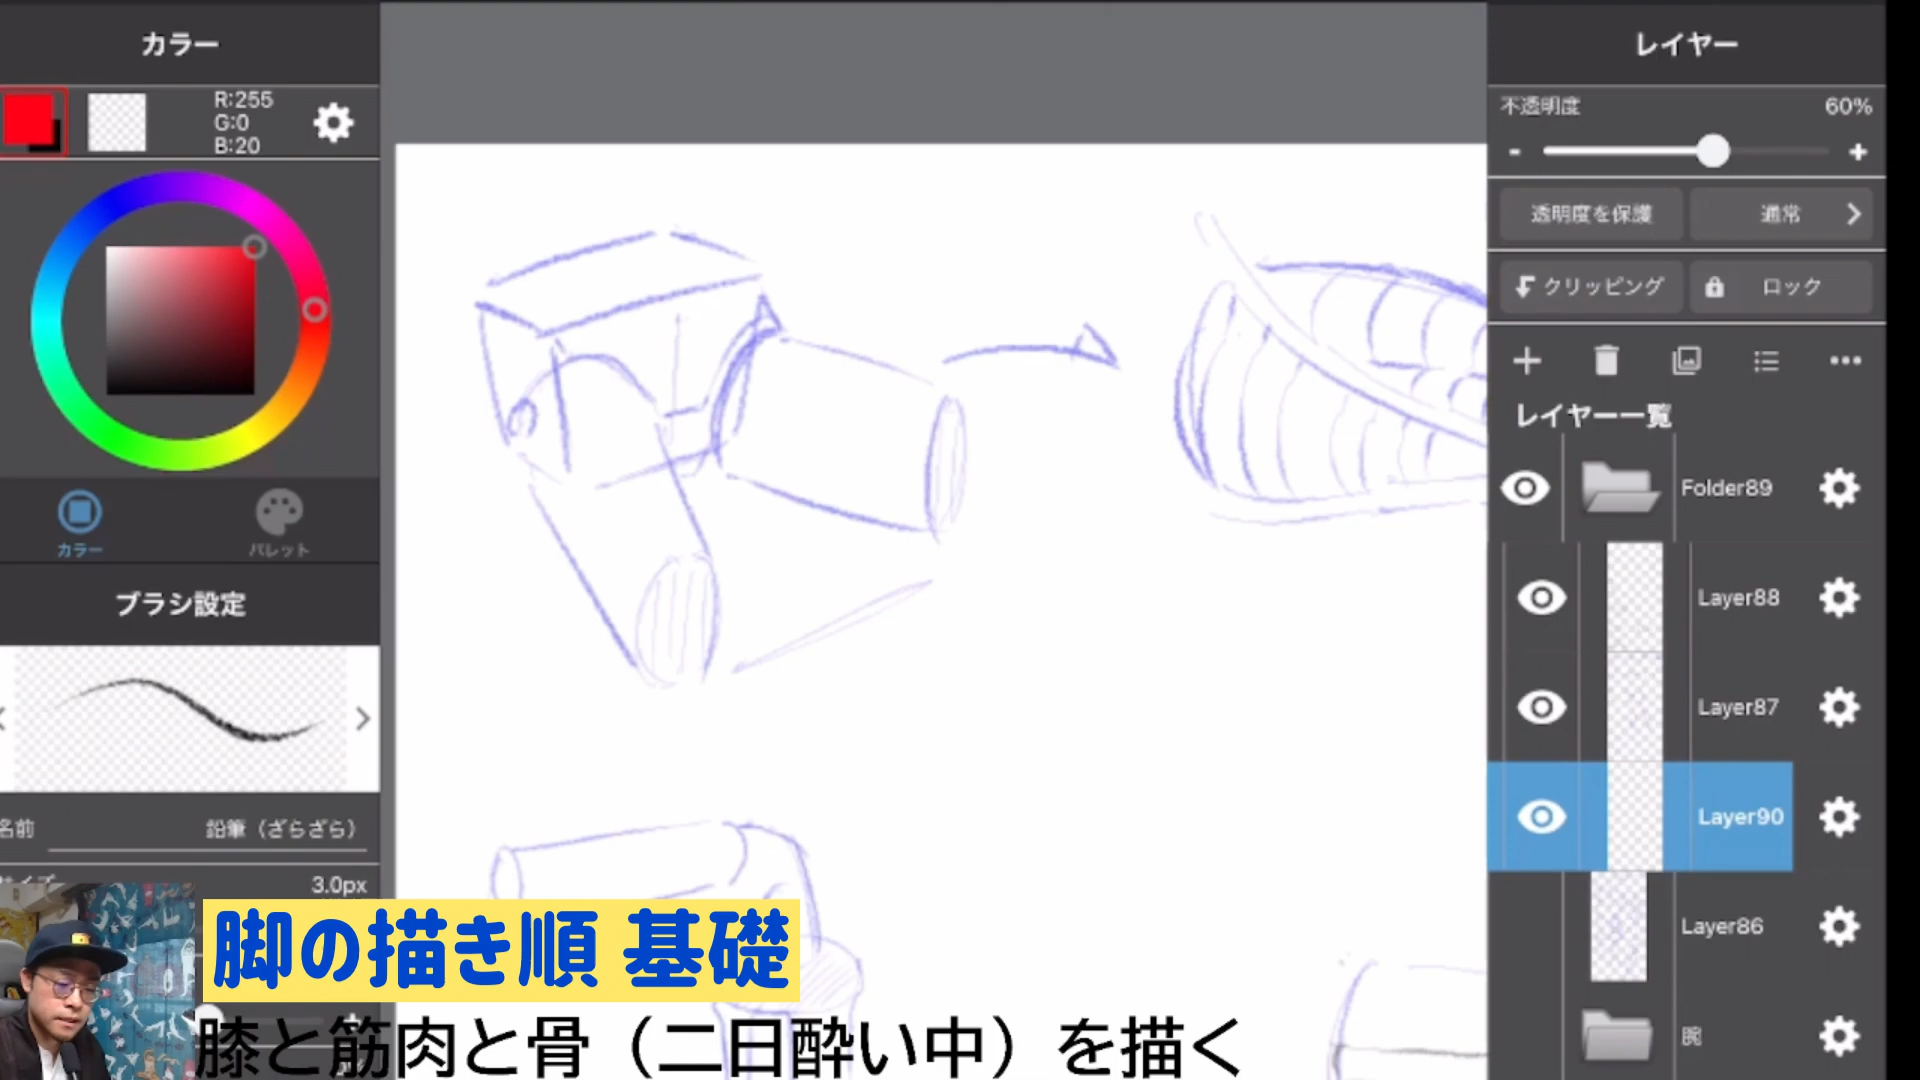 カラー
R:255
G:0
B:20
カラー
パレット
ブラシ設定
名前
鉛筆（ざらざら）
サイズ
3.0px
レイヤー
不透明度
60%
透明度を保護
通常
クリッピング
ロック
レイヤー一覧
Folder89
Layer88
Layer87
Layer90
Layer86
腕
脚の描き順 基礎
膝と筋肉と骨（二日酔い中）を描く